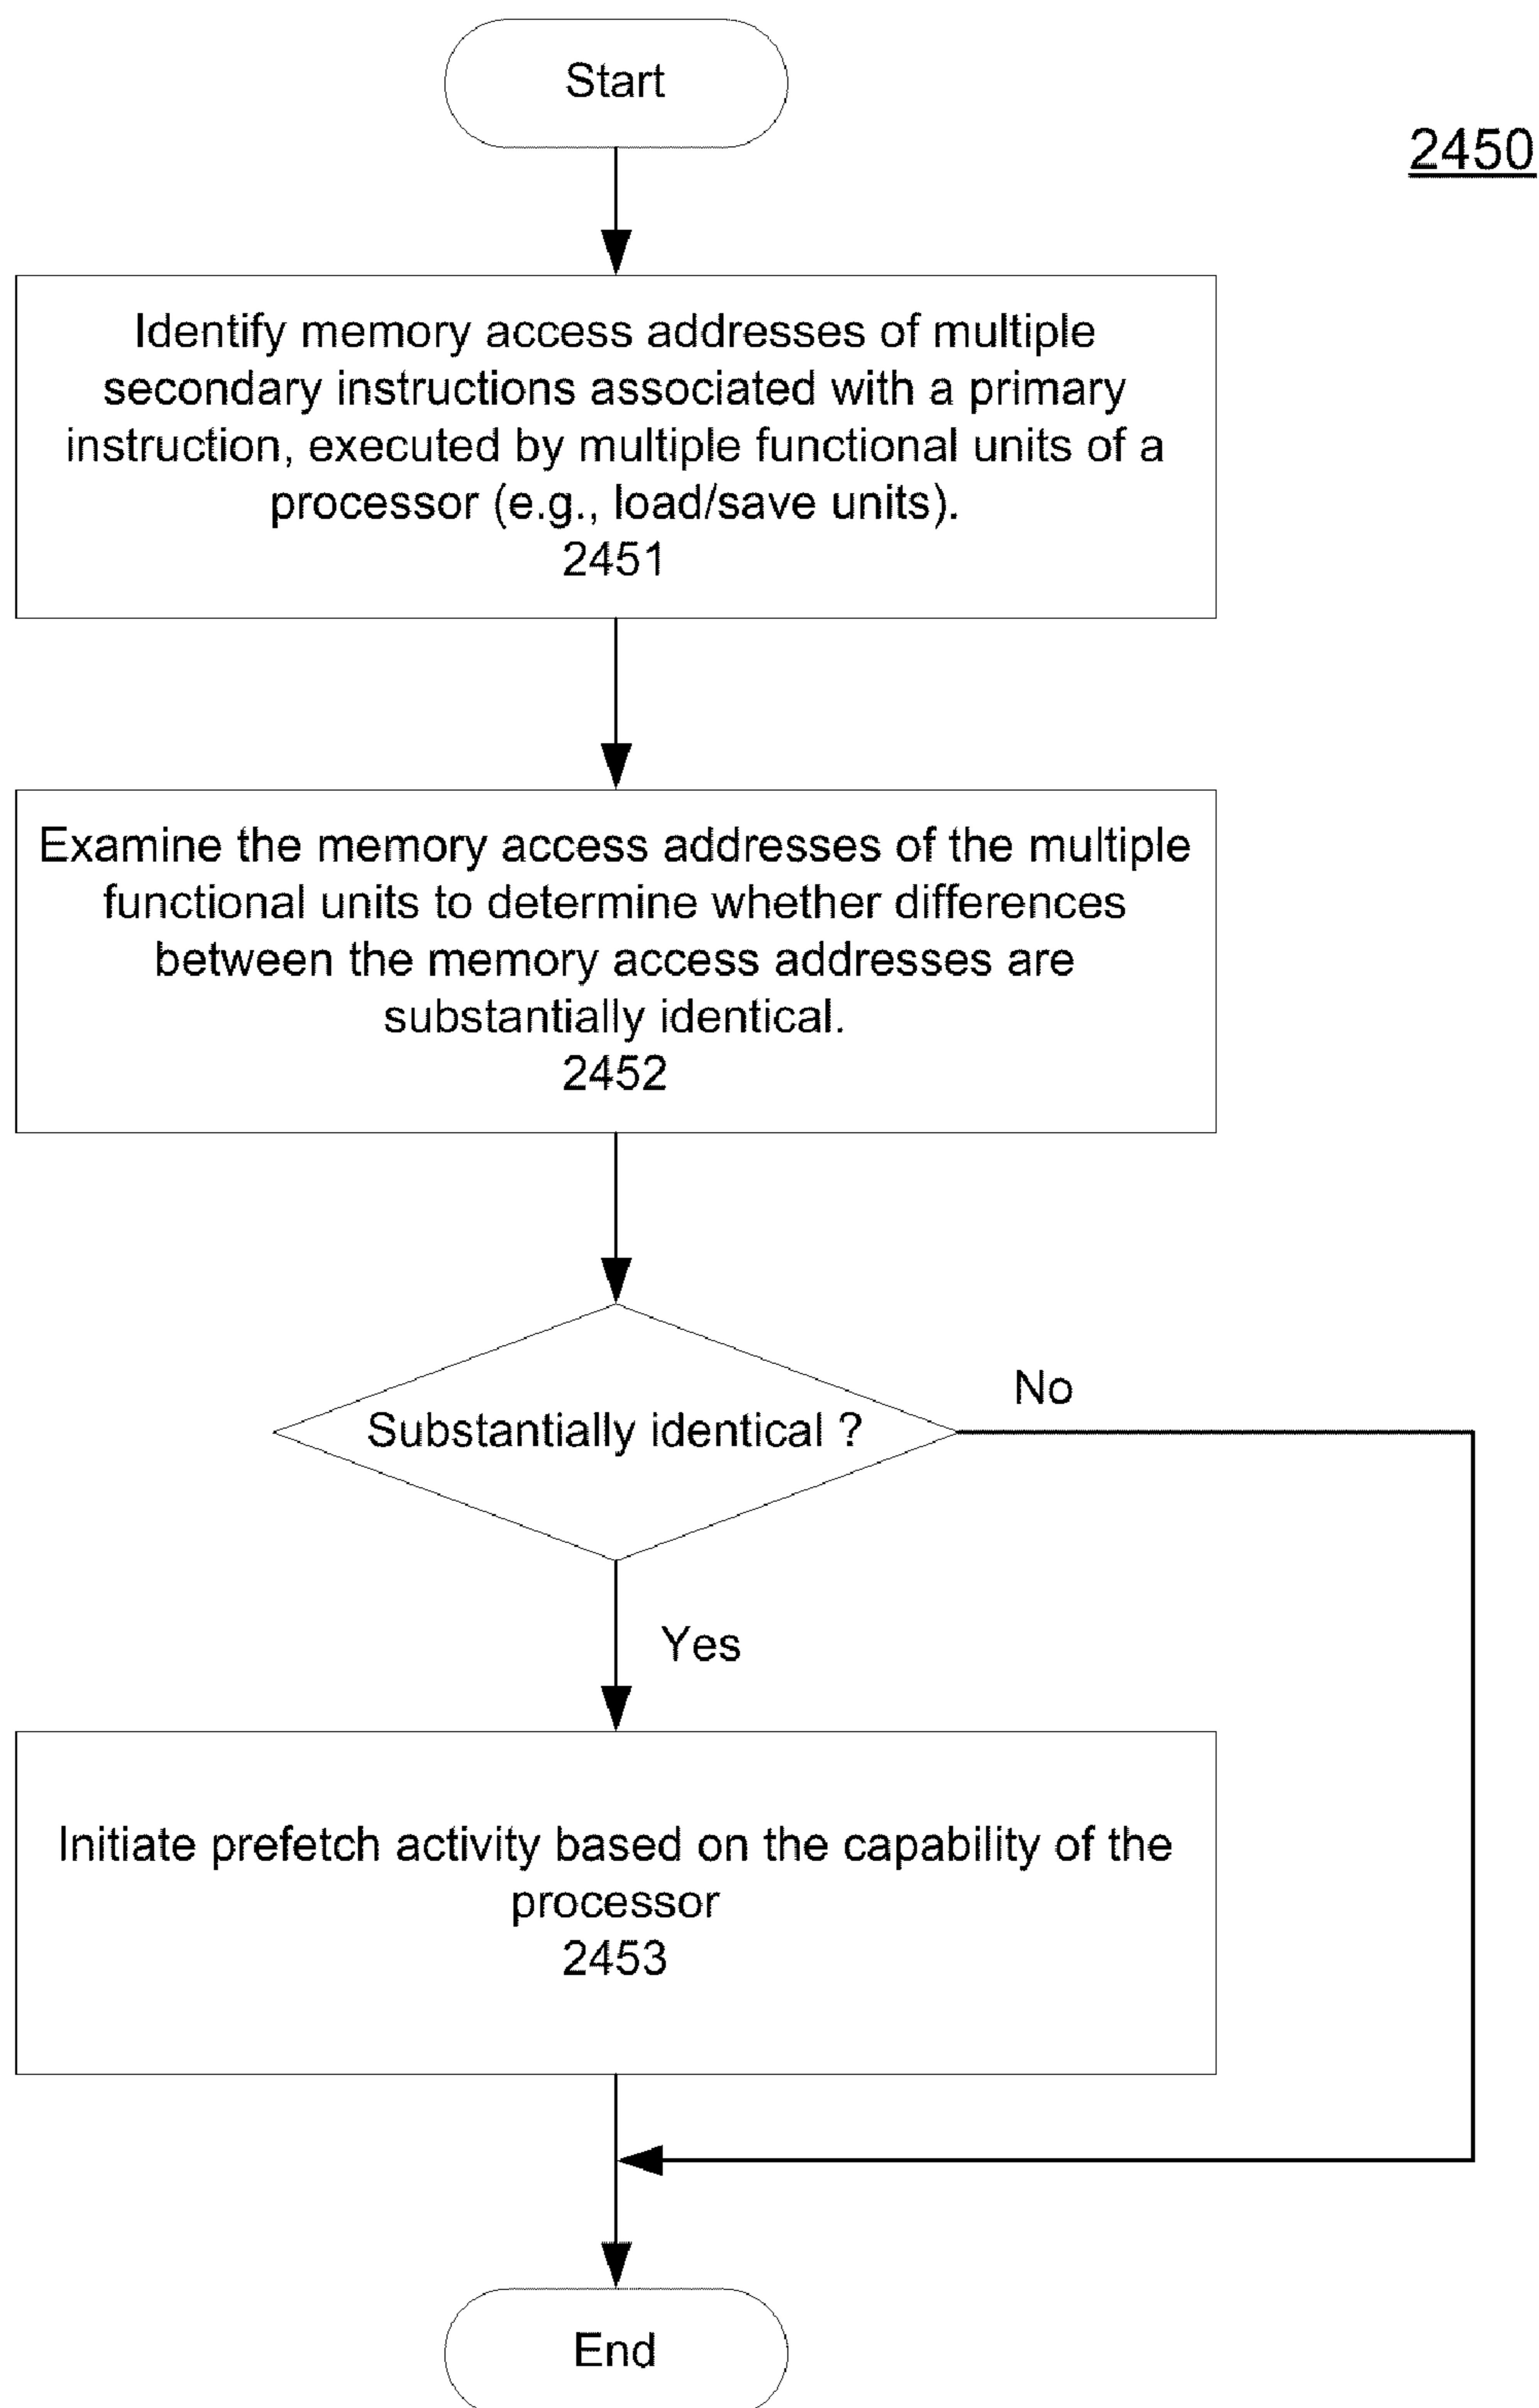 Start
2450
Identify memory access addresses of multiple
secondary instructions associated with a primary
instruction, executed by multiple functional units of a
processor (e.g., load/save units).
2451
Examine the memory access addresses of the multiple
functional units to determine whether differences
between the memory access addresses are
substantially identical.
2452
Substantially identical ?
No
Yes
Initiate prefetch activity based on the capability of the
processor
2453
End